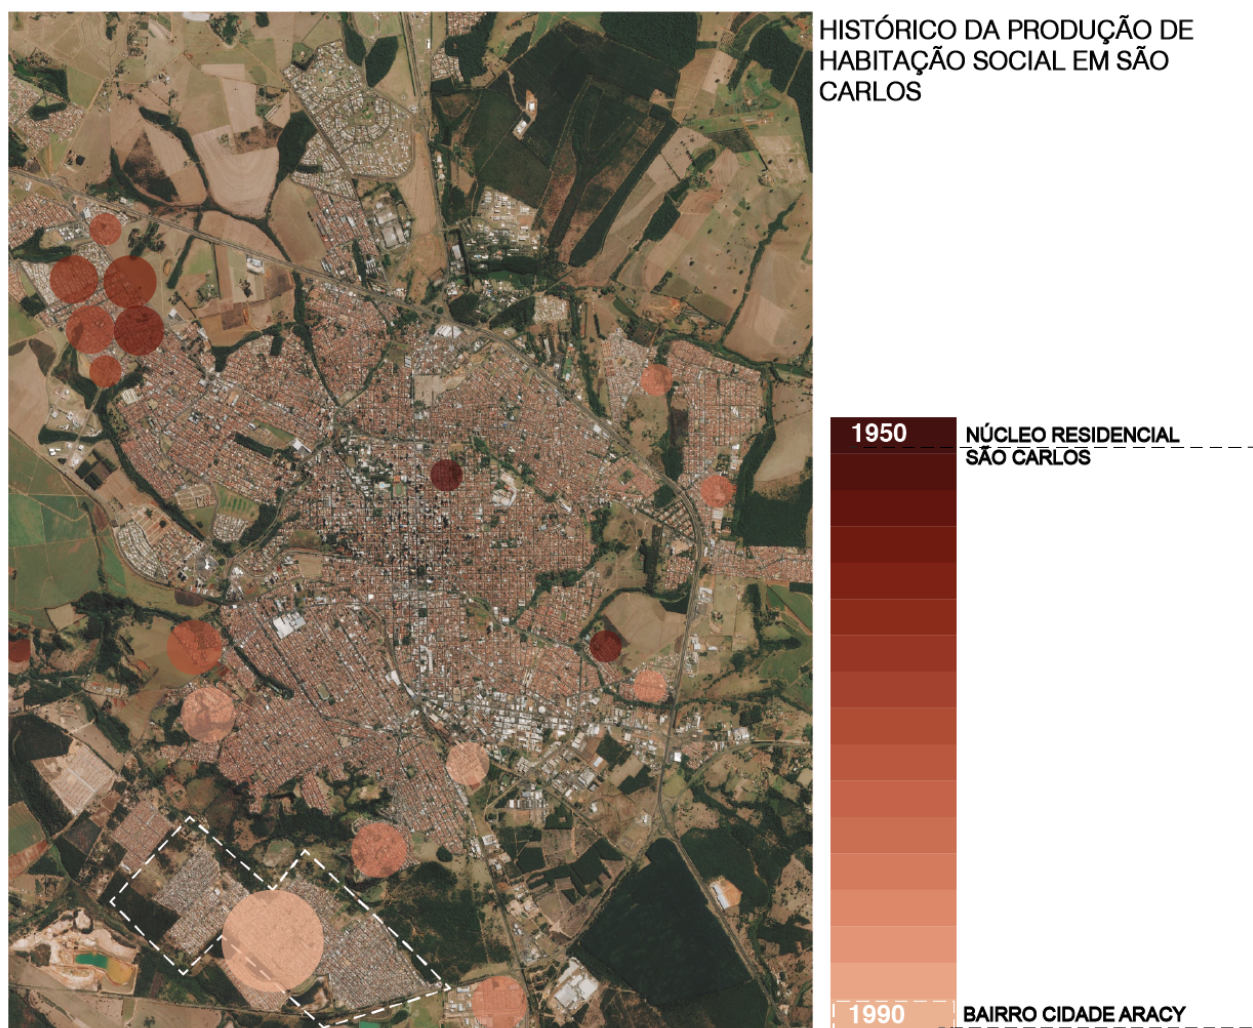 HISTÓRICO DA PRODUÇÃO DE
HABITAÇÃO SOCIAL EM SÃO
CARLOS
1950
NÚCLEO RESIDENCIAL
SÃO CARLOS
1990
BAIRRO CIDADE ARACY